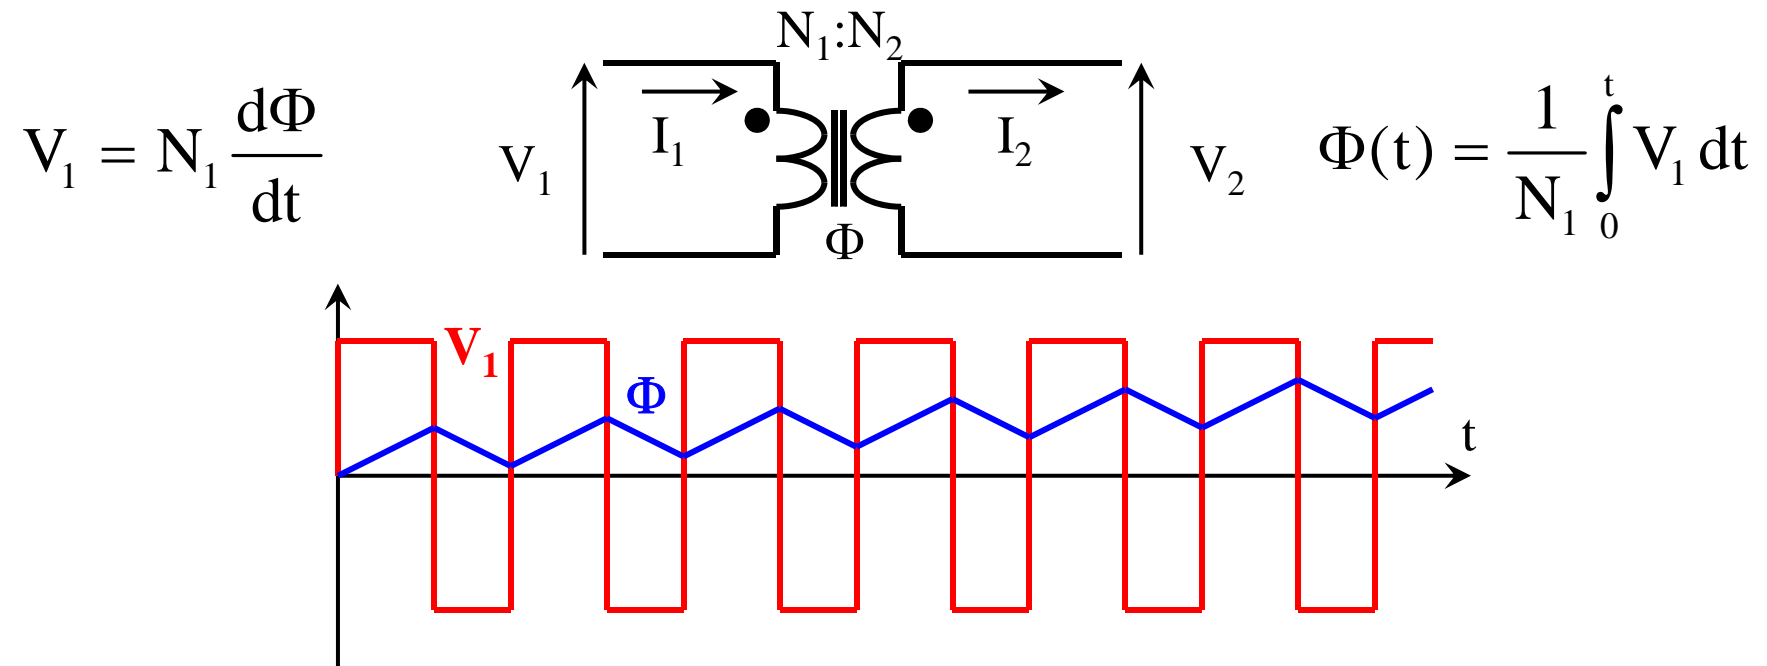 N₁:N₂
V₁ = N₁ dΦ/dt
V₁
I₁
Φ
I₂
V₂
Φ(t) = 1/N₁ ∫₀ᵗ V₁ dt
V₁
Φ
t